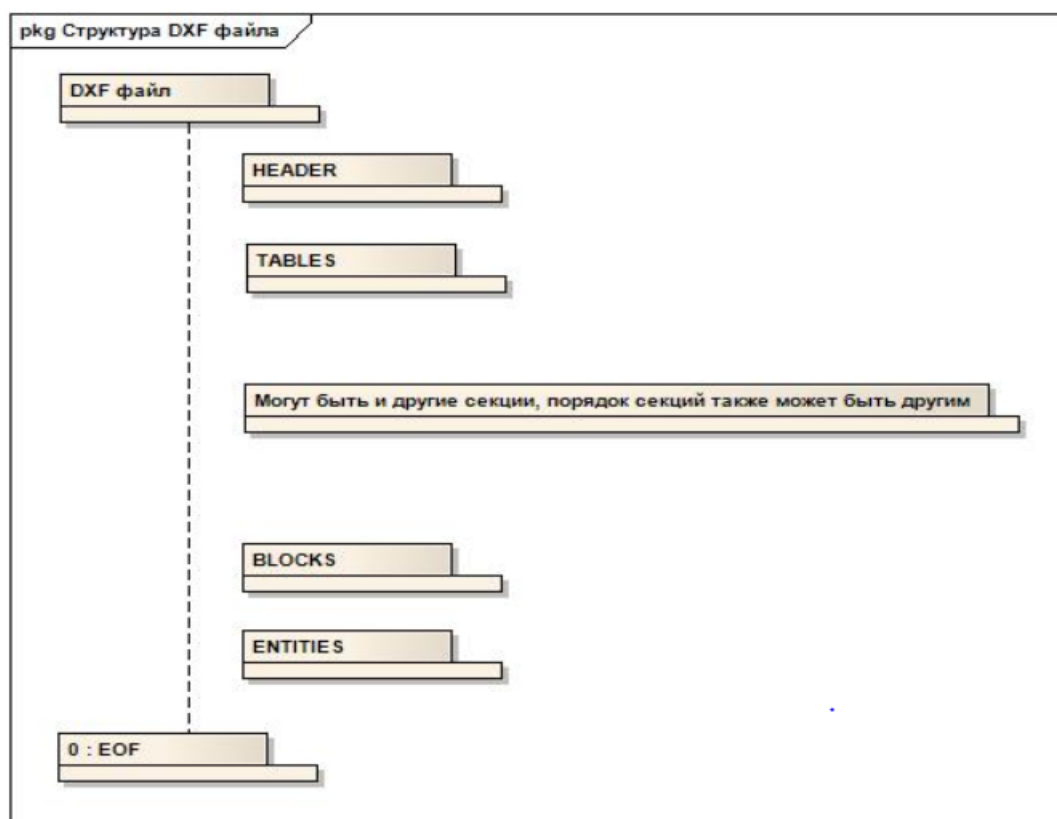 pkg Структура DXF файла
DXF файл
HEADER
TABLES
Могут быть и другие секции, порядок секций также может быть другим
BLOCKS
ENTITIES
0 : EOF